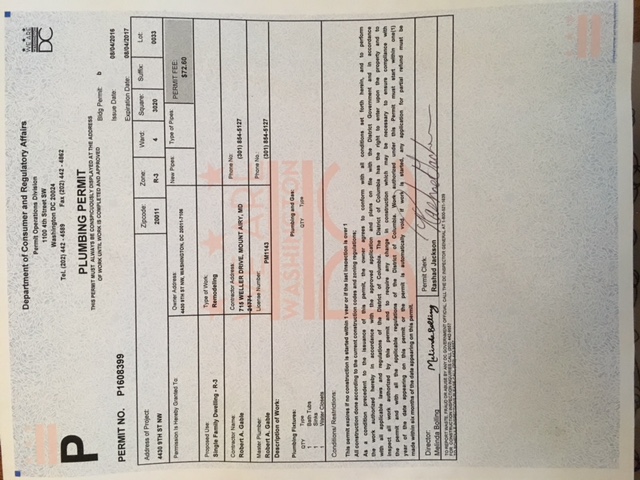 Department of Consumer and Regulatory Affairs
Permit Operations Division
1100 4th Street SW
Washington DC 20024
Tel. (202) 442 - 4589 Fax (202) 442 - 4862
WE ARE
DC
P
PLUMBING PERMIT
THIS PERMIT MUST ALWAYS BE CONSPICUOUSLY DISPLAYED AT THE ADDRESS
OF WORK UNTIL WORK IS COMPLETED AND APPROVED
Bldg Permit: b
PERMIT NO. P1608399
Issue Date: 08/04/2016
Expiration Date: 08/04/2017
Address of Project: Zipcode: Zone: Ward: Square: Suffix: Lot:
4430 9TH ST NW 20011 R-3 4 3020 0033
Permission Is Hereby Granted To: Owner Address: New Pipes: Type of Pipes: PERMIT FEE:
4430 9TH ST NW, WASHINGTON, DC 20011-7106 $72.60
Proposed Use: Type of Work:
Single Family Dwelling - R-3 Remodeling
Contractor Name: Contractor Address: Phone No:
Robert A. Gable 715 WELLER DRIVE, MOUNT AIRY, MD (301) 854-5127
21771
Master Plumber: License Number: Phone No.:
Robert A. Gable PM1143 (301) 854-5127
Description of Work:
Plumbing Fixtures: Plumbing and Gas:
QTY Type QTY Type
1 Bath Tubs
1 Sinks
1 Water Closets
WE ARE
WASHINGTON
DC
Conditions/ Restrictions:
This permit expires if no construction is started within 1 year or if the last inspection is over 1
All construction done according to the current construction codes and zoning regulations;
As a condition precedent to the issuance of this permit, the owner agrees to conform with all conditions set forth herein, and to perform
the work authorized hereby in accordance with the approved application and plans on file with the District Government and in accordance
with all applicable laws and regulations of the District of Columbia. The District of Columbia has the right to enter upon the property and to
inspect all work authorized by this permit and to require any change in construction which may be necessary to ensure compliance with
the permit and with all the applicable regulations of the District of Columbia. Work authorized under this Permit must start within one(1)
year of the date appearing on this permit or the permit is automatically void. If work is started, any application for partial refund must be
made within six months of the date appearing on this permit.
Director: Permit Clerk:
Melinda Bolling Melinda Bolling Rashad Jackson
TO REPORT WASTE, FRAUD OR ABUSE BY ANY DC GOVERNMENT OFFICIAL, CALL THE DC INSPECTOR GENERAL AT 1-800-521-1639
FOR CONSTRUCTION INSPECTION INQUIRIES CALL (202) 442-9557
TO SCHEDULE INSPECTIONS PLEASE CALL (202) 442-9557